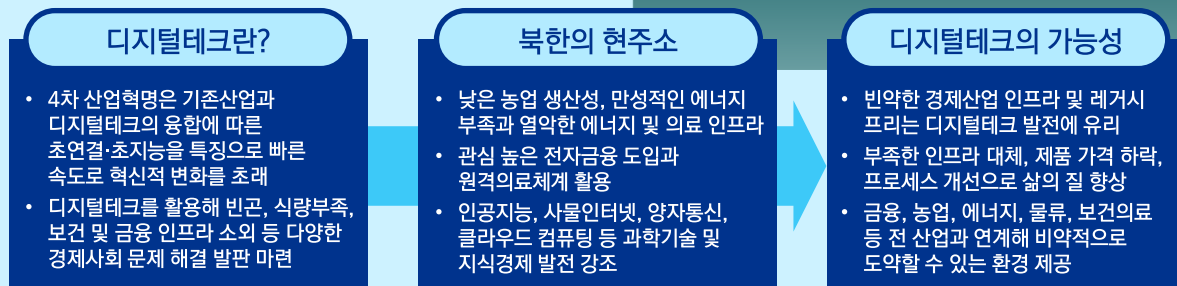 디지털테크란?
• 4차 산업혁명은 기존산업과
디지털테크의 융합에 따른
초연결·초지능을 특징으로 빠른
속도로 혁신적 변화를 초래
• 디지털테크를 활용해 빈곤, 식량부족,
보건 및 금융 인프라 소외 등 다양한
경제사회 문제 해결 발판 마련
북한의 현주소
• 낮은 농업 생산성, 만성적인 에너지
부족과 열악한 에너지 및 의료 인프라
• 관심 높은 전자금융 도입과
원격의료체계 활용
• 인공지능, 사물인터넷, 양자통신,
클라우드 컴퓨팅 등 과학기술 및
지식경제 발전 강조
디지털테크의 가능성
• 빈약한 경제산업 인프라 및 레거시
프리는 디지털테크 발전에 유리
• 부족한 인프라 대체, 제품 가격 하락,
프로세스 개선으로 삶의 질 향상
• 금융, 농업, 에너지, 물류, 보건의료
등 전 산업과 연계해 비약적으로
도약할 수 있는 환경 제공